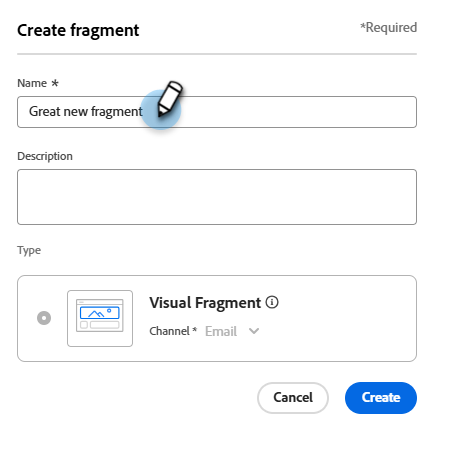 Create fragment
*Required
Name *
Great new fragment
Description
Type
Visual Fragment
Channel * Email
Cancel
Create